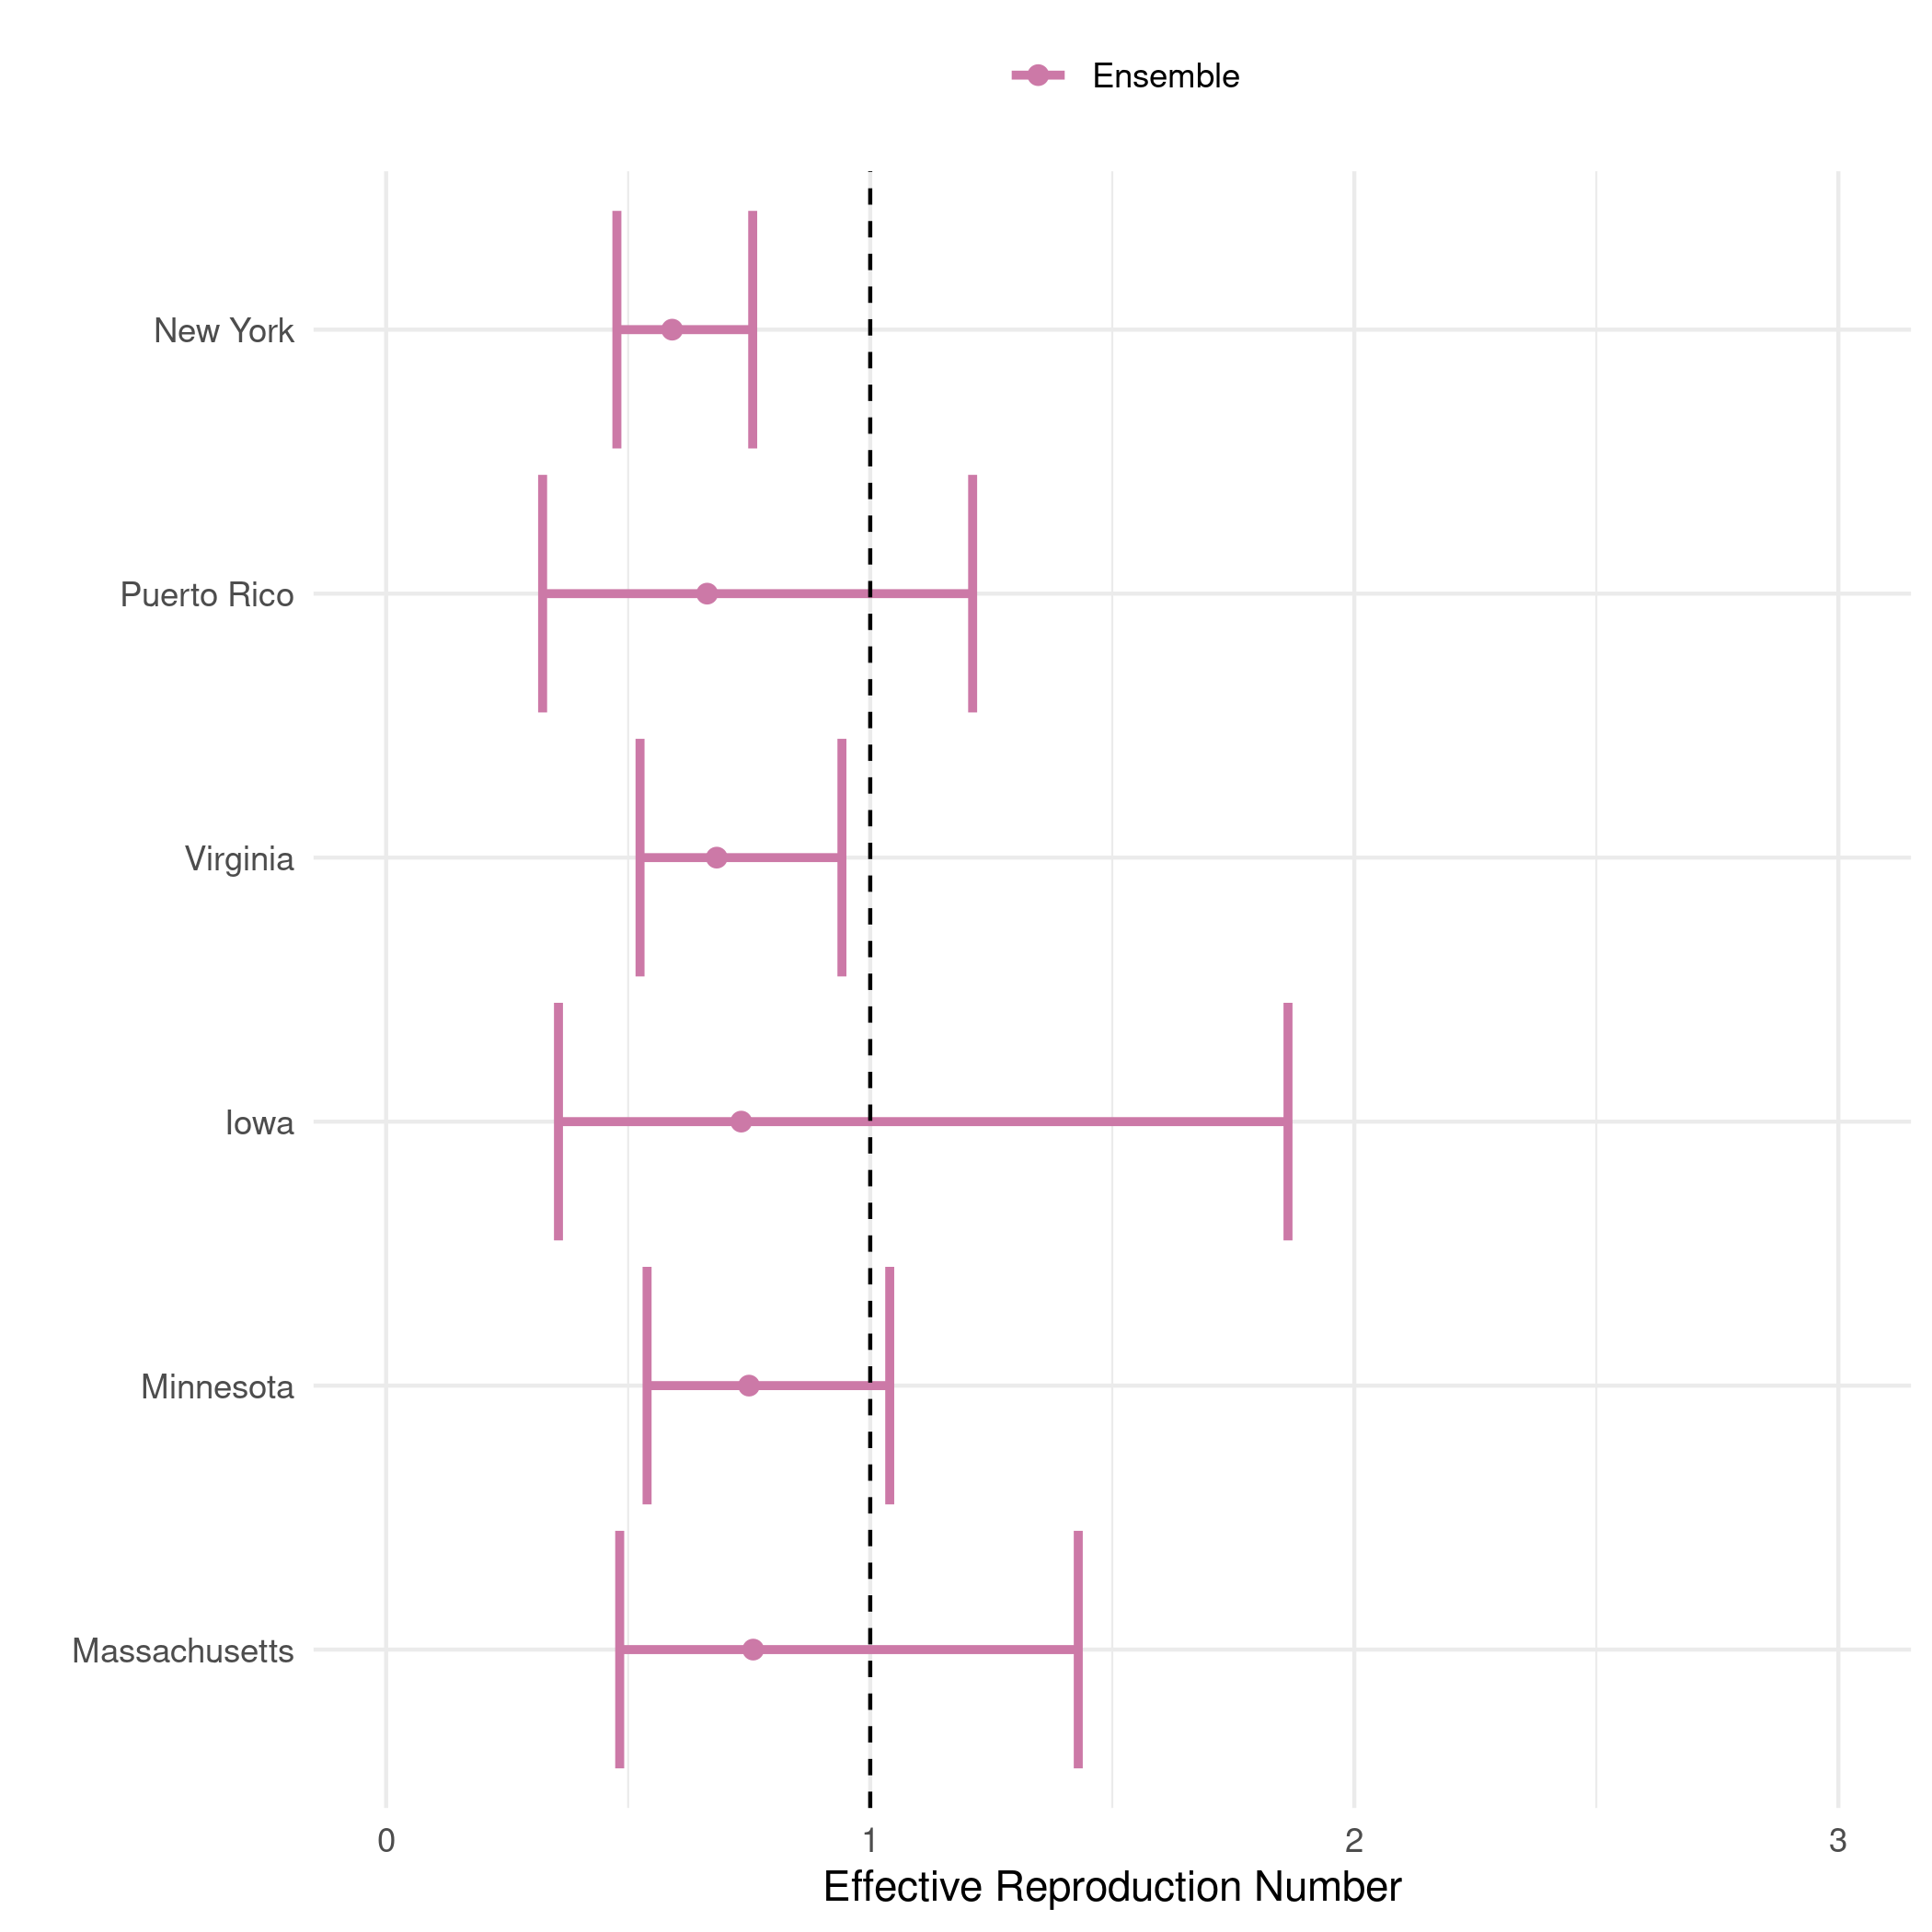 Ensemble
New York
Puerto Rico
Virginia
Iowa
Minnesota
Massachusetts
0 1 2 3
Effective Reproduction Number